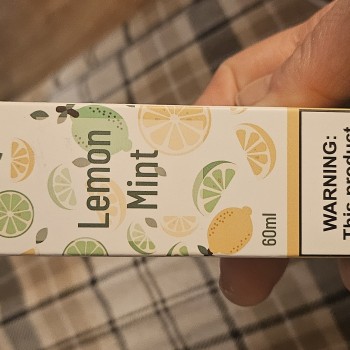 Lemon
Mint
60ml
WARNING:
This product